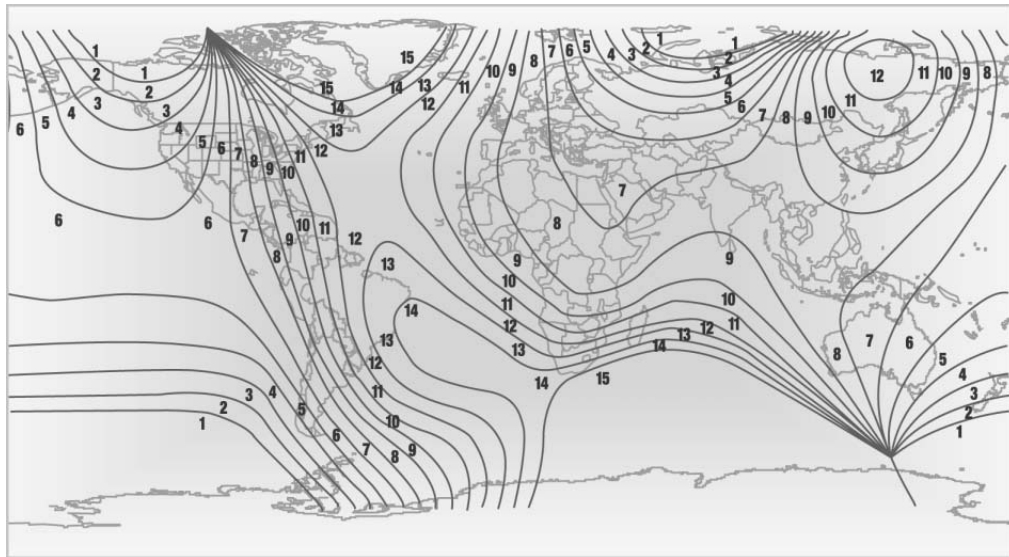 1 15 7 6 5 1 1
8 4 3 2 2
2 1 10 9 3 12 11 10 9 8
15 14 13 11 4
2 5 11
3 14 12 6
4 3 7 8 9 10
5
6 4 13
5 6 7 12 11
8 9 10
7
6 6 10 11 8
7 9 12
8 13 9 9
10
11 10
14
12 12 11
13 13 13 14 7 6
8 5
12 4
14 15
3 4 11 3
2 5 2
1 10 1
6
7 9
8